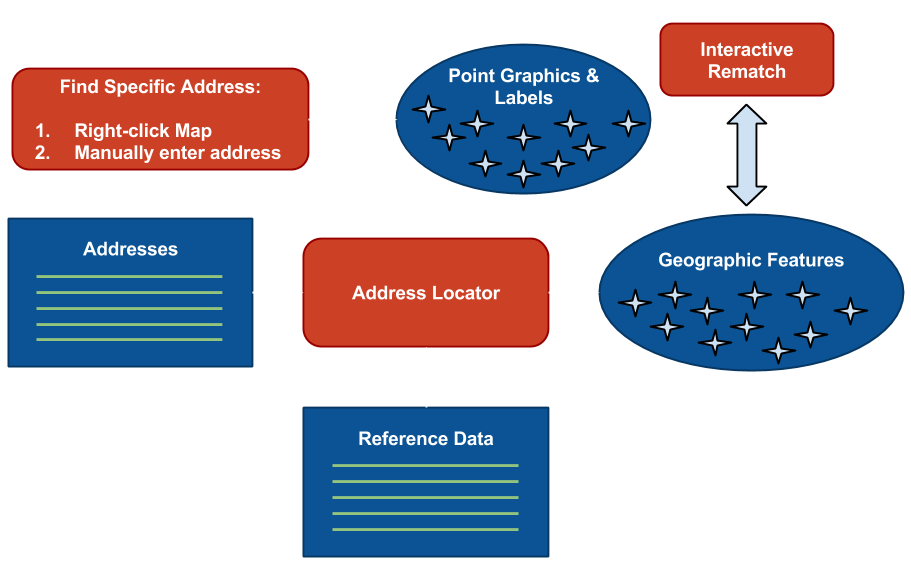 Find Specific Address:
1. Right-click Map
2. Manually enter address
Point Graphics &
Labels
Interactive
Rematch
Addresses
Address Locator
Geographic Features
Reference Data